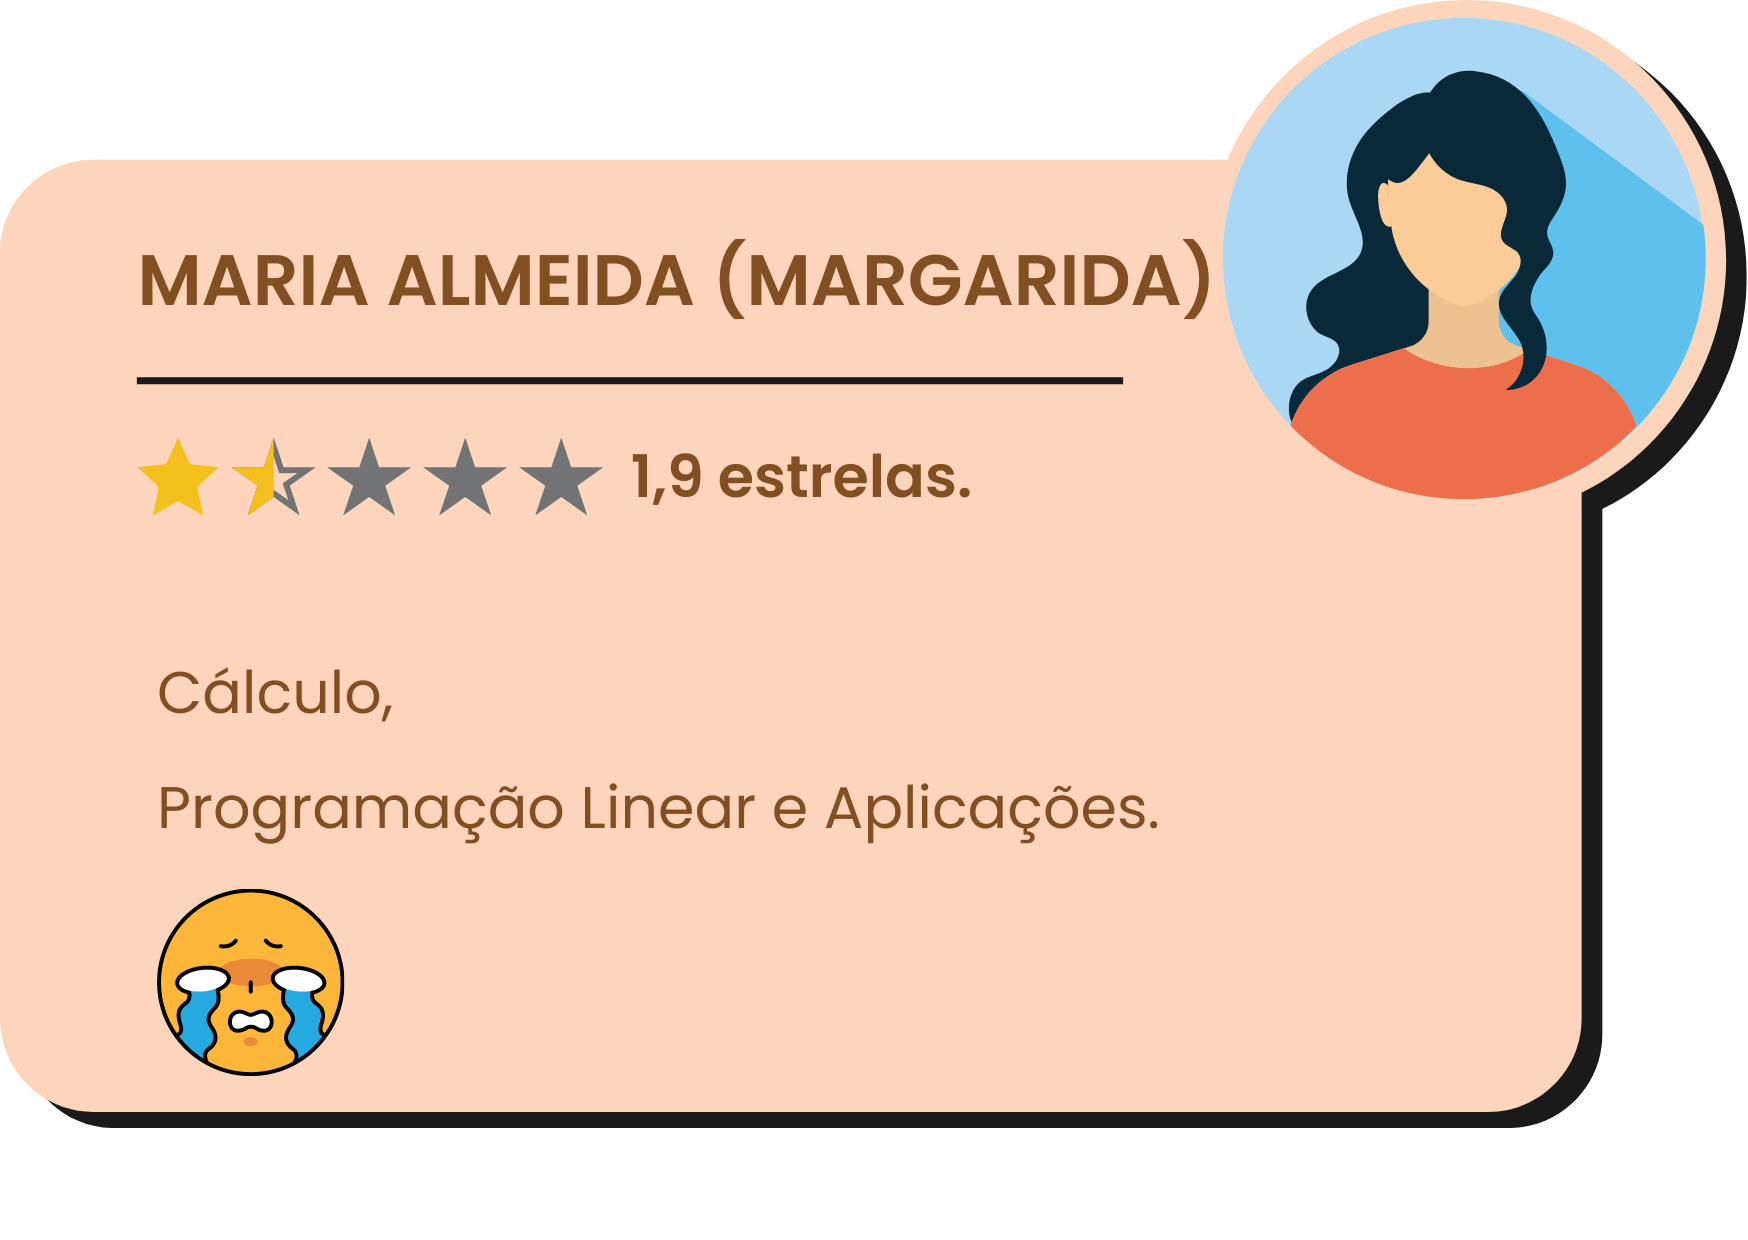 MARIA ALMEIDA (MARGARIDA)
1,9 estrelas.
Cálculo,
Programação Linear e Aplicações.